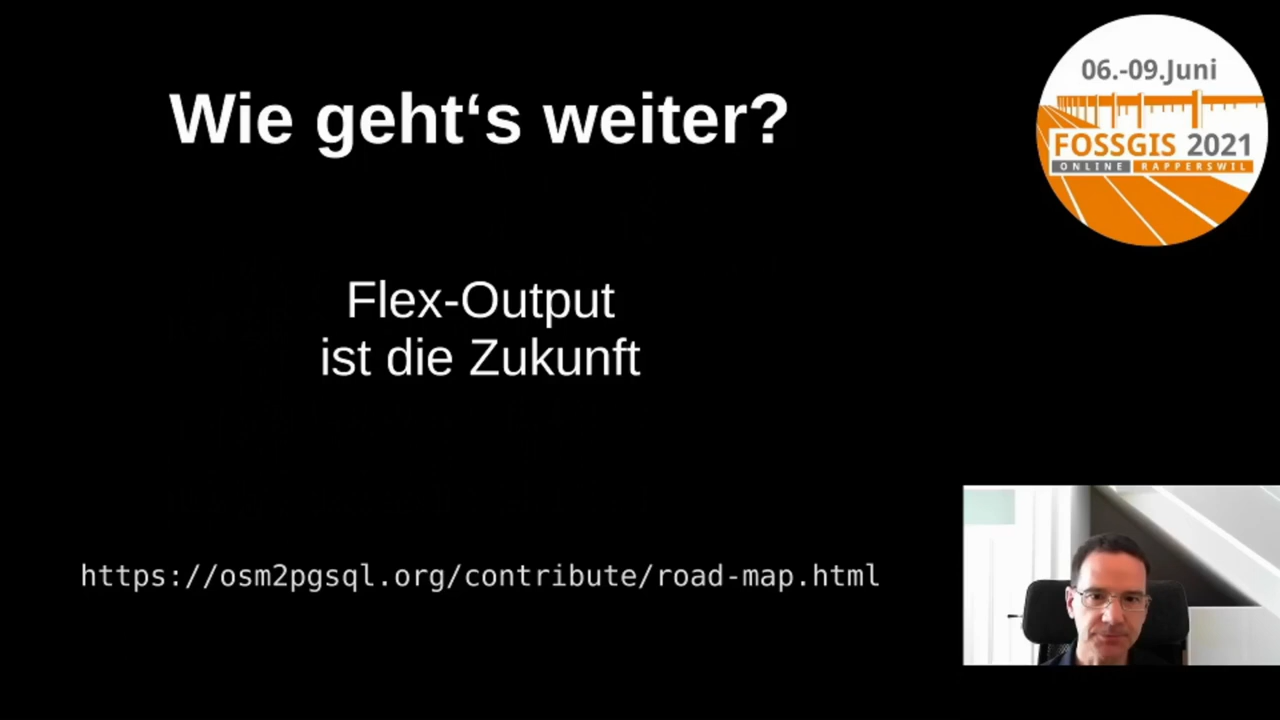 Wie geht‘s weiter?
Flex-Output
ist die Zukunft
https://osm2pgsql.org/contribute/road-map.html
06.-09.Juni
FOSSGIS 2021
ONLINE RAPPERSWIL